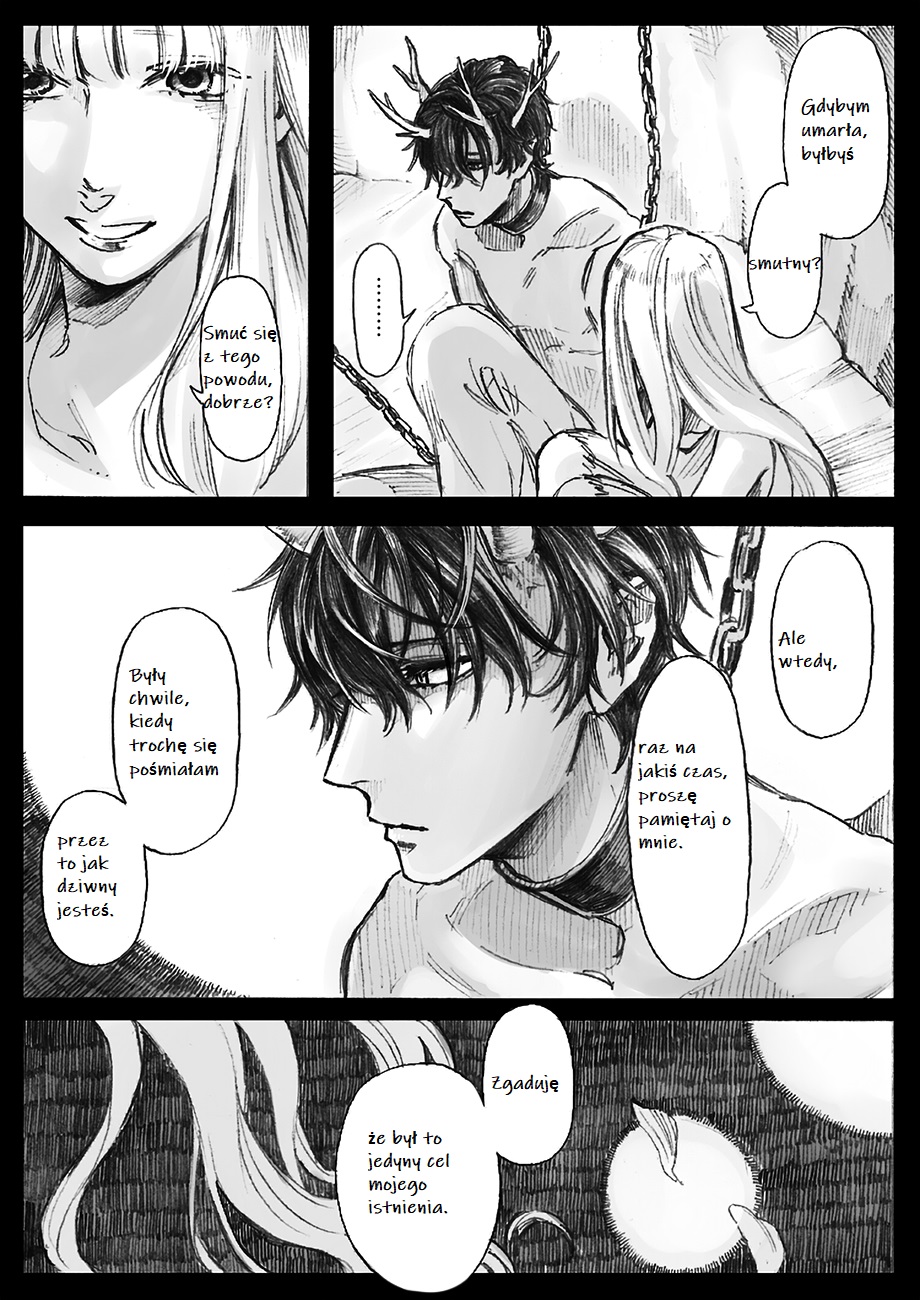 Gdybym
umarła,
byłbyś
smutny?
.........
Smuć się
z tego
powodu,
dobrze?
Ale
wtedy,
raz na
jakiś czas,
proszę
pamiętaj o
mnie.
Były
chwile,
kiedy
trochę się
pośmiałam
przez
to jak
dziwny
jesteś.
Zgaduję
że był to
jedyny cel
mojego
istnienia.